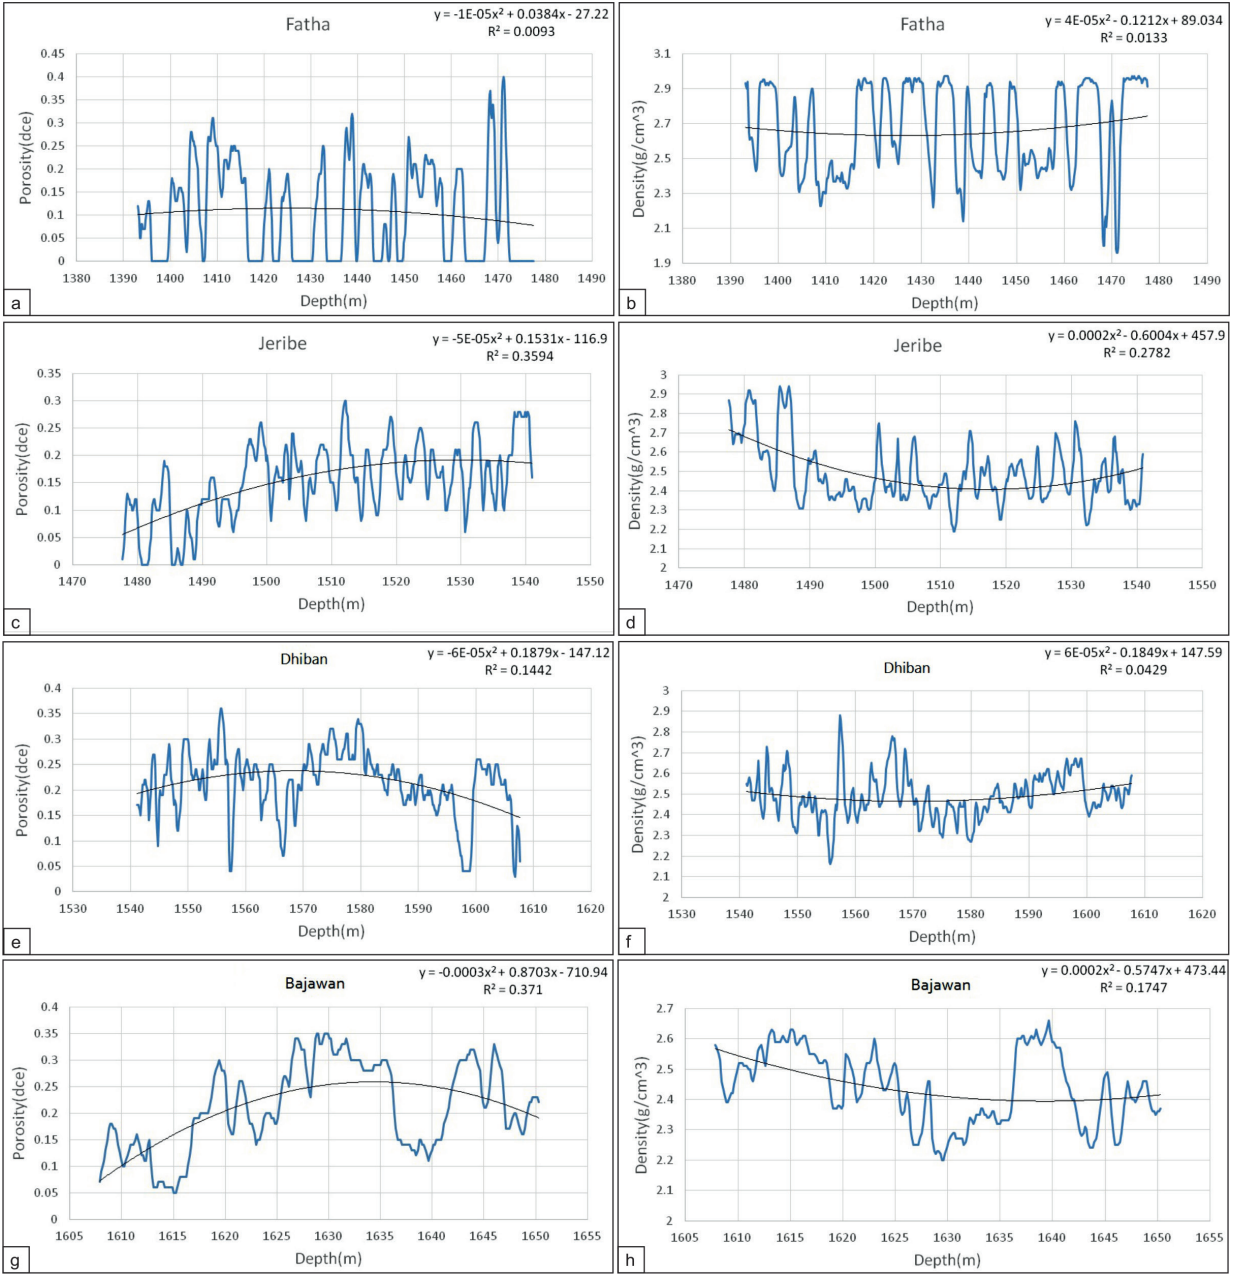 Fatha
y = -1E-05x² + 0.0384x - 27.22
R² = 0.0093
Porosity(dce)
0.45
0.4
0.35
0.3
0.25
0.2
0.15
0.1
0.05
0
1380 1390 1400 1410 1420 1430 1440 1450 1460 1470 1480 1490
Depth(m)
a
Fatha
y = 4E-05x² - 0.1212x + 89.034
R² = 0.0133
Density(g/cm^3)
3.1
2.9
2.7
2.5
2.3
2.1
1.9
1380 1390 1400 1410 1420 1430 1440 1450 1460 1470 1480 1490
Depth(m)
b
Jeribe
y = -5E-05x² + 0.1531x - 116.9
R² = 0.3594
Porosity(dce)
0.35
0.3
0.25
0.2
0.15
0.1
0.05
0
1470 1480 1490 1500 1510 1520 1530 1540 1550
Depth(m)
c
Jeribe
y = 0.0002x² - 0.6004x + 457.9
R² = 0.2782
Density(g/cm^3)
3
2.9
2.8
2.7
2.6
2.5
2.4
2.3
2.2
2.1
2
1470 1480 1490 1500 1510 1520 1530 1540 1550
Depth(m)
d
Dhiban
y = -6E-05x² + 0.1879x - 147.12
R² = 0.1442
Porosity(dce)
0.4
0.35
0.3
0.25
0.2
0.15
0.1
0.05
0
1530 1540 1550 1560 1570 1580 1590 1600 1610 1620
Depth(m)
e
Dhiban
y = 6E-05x² - 0.1849x + 147.59
R² = 0.0429
Density(g/cm^3)
3
2.9
2.8
2.7
2.6
2.5
2.4
2.3
2.2
2.1
2
1530 1540 1550 1560 1570 1580 1590 1600 1610 1620
Depth(m)
f
Bajawan
y = -0.0003x² + 0.8703x - 710.94
R² = 0.371
Porosity(dce)
0.4
0.35
0.3
0.25
0.2
0.15
0.1
0.05
0
1605 1610 1615 1620 1625 1630 1635 1640 1645 1650 1655
Depth(m)
g
Bajawan
y = 0.0002x² - 0.5747x + 473.44
R² = 0.1747
Density(g/cm^3)
2.7
2.6
2.5
2.4
2.3
2.2
2.1
2
1605 1610 1615 1620 1625 1630 1635 1640 1645 1650 1655
Depth(m)
h